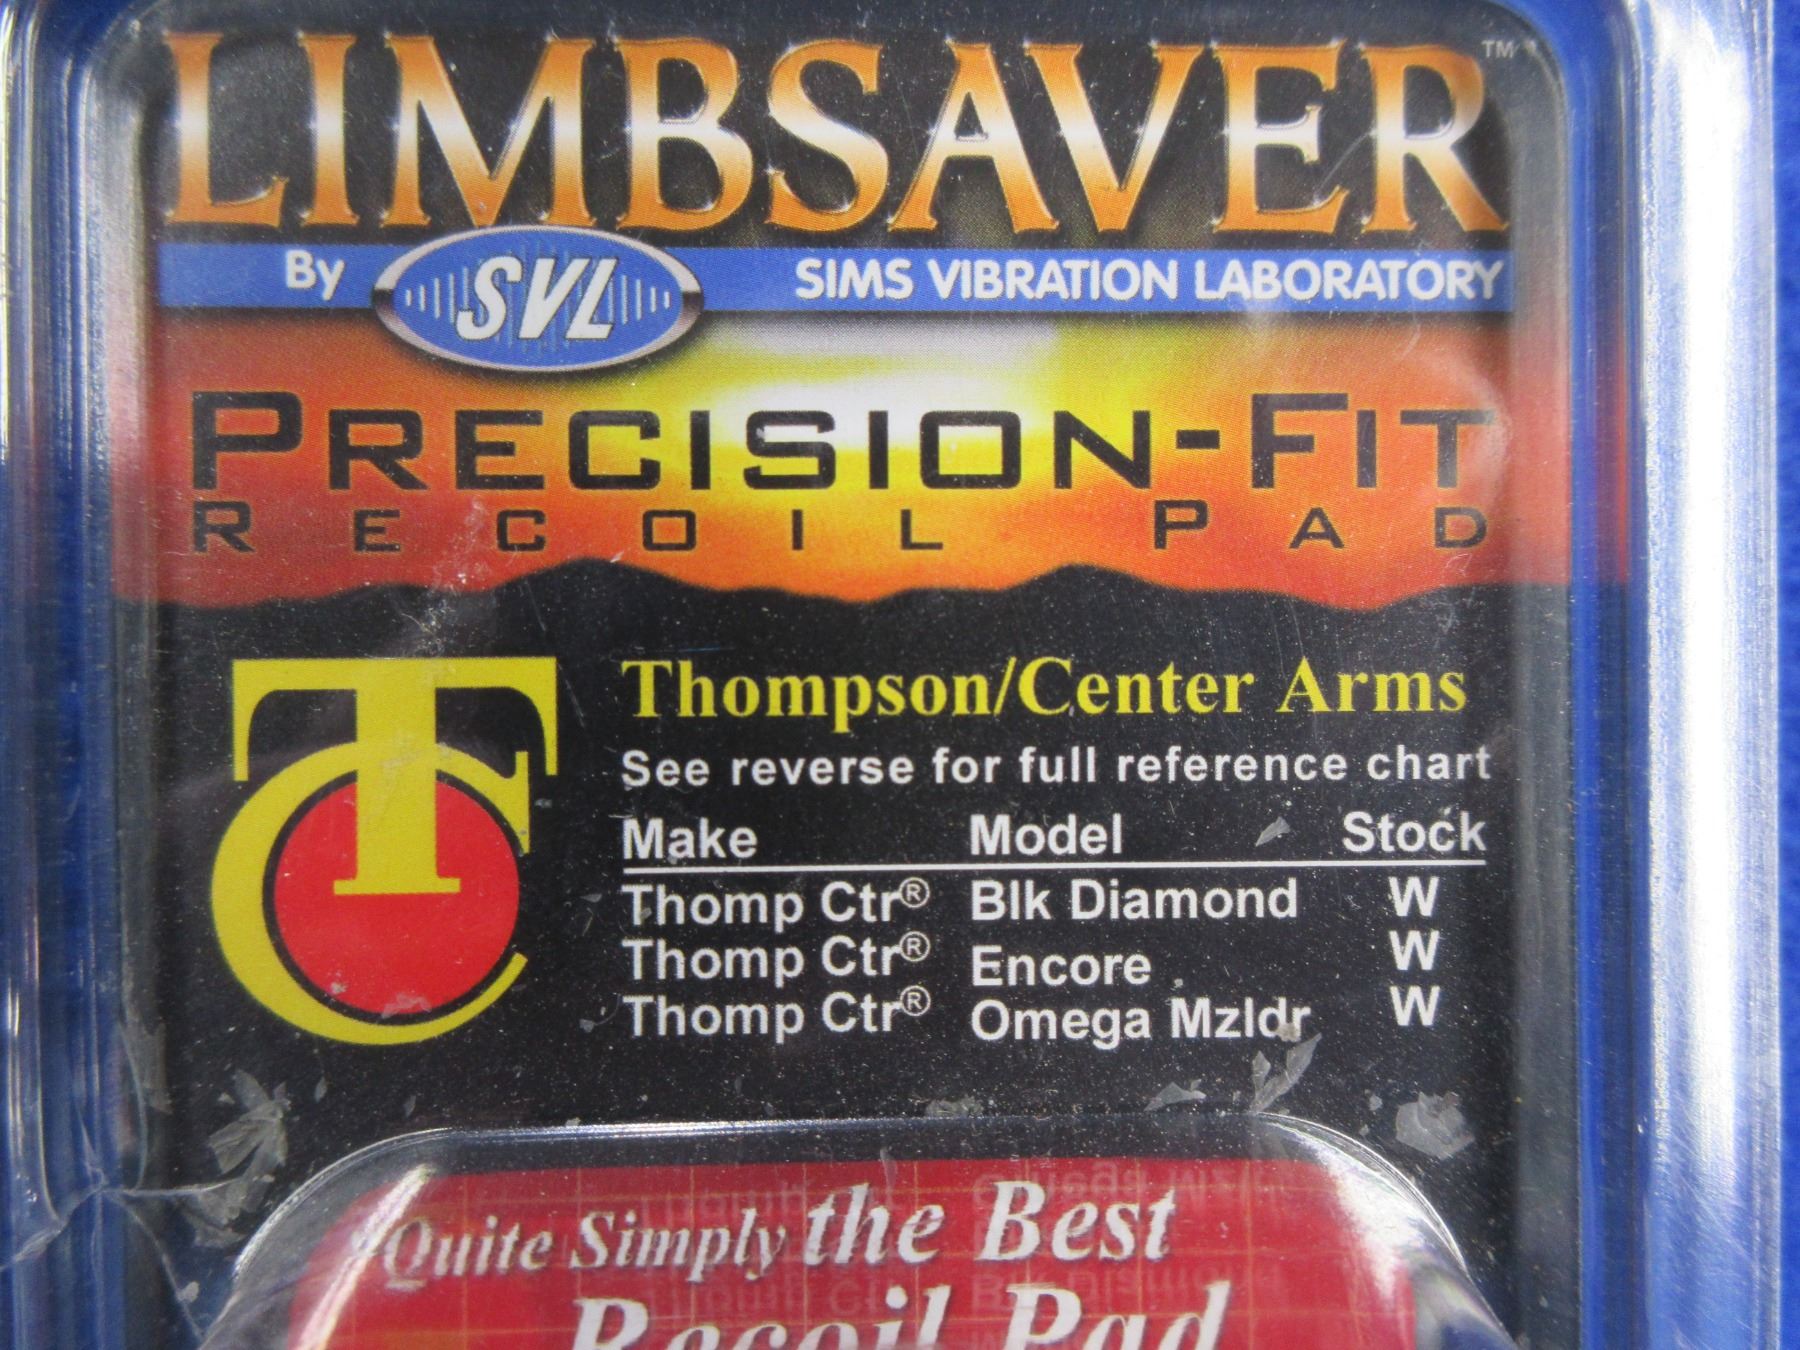 LIMBSAVER™
By SVL SIMS VIBRATION LABORATORY
PRECISION-FIT
RECOIL PAD
TC
Thompson/Center Arms
See reverse for full reference chart
Make Model Stock
Thomp Ctr® Blk Diamond W
Thomp Ctr® Encore W
Thomp Ctr® Omega Mzldr W
Quite Simply the Best
Recoil Pad